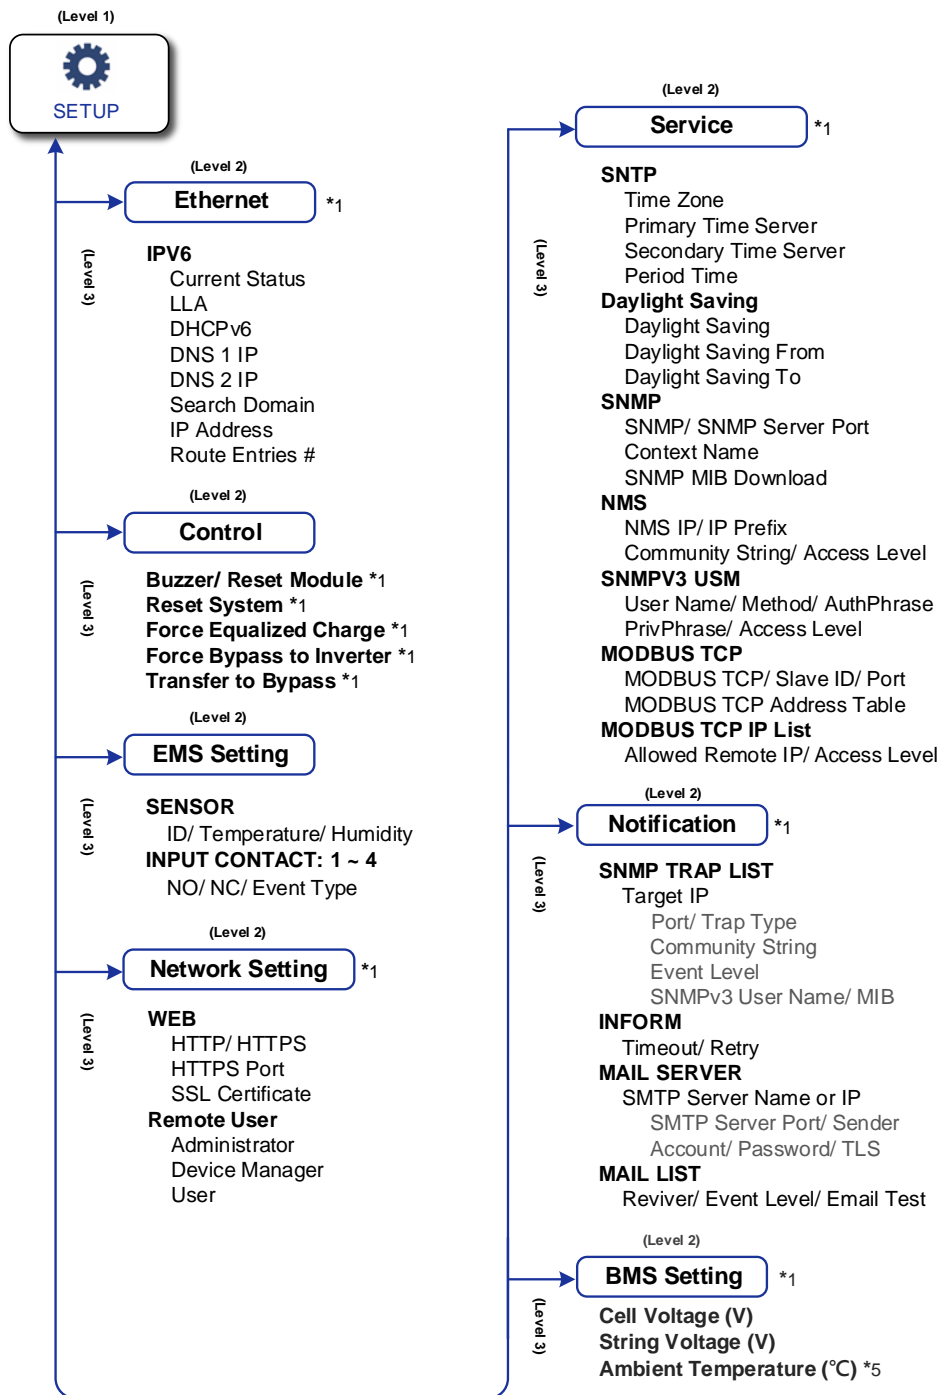 (Level 1)
SETUP
(Level 2)
Ethernet *1
(Level 3)
IPV6
Current Status
LLA
DHCPv6
DNS 1 IP
DNS 2 IP
Search Domain
IP Address
Route Entries #
(Level 2)
Control
(Level 3)
Buzzer/ Reset Module *1
Reset System *1
Force Equalized Charge *1
Force Bypass to Inverter *1
Transfer to Bypass *1
(Level 2)
EMS Setting
(Level 3)
SENSOR
ID/ Temperature/ Humidity
INPUT CONTACT: 1 ~ 4
NO/ NC/ Event Type
(Level 2)
Network Setting *1
(Level 3)
WEB
HTTP/ HTTPS
HTTPS Port
SSL Certificate
Remote User
Administrator
Device Manager
User
(Level 2)
Service *1
(Level 3)
SNTP
Time Zone
Primary Time Server
Secondary Time Server
Period Time
Daylight Saving
Daylight Saving
Daylight Saving From
Daylight Saving To
SNMP
SNMP/ SNMP Server Port
Context Name
SNMP MIB Download
NMS
NMS IP/ IP Prefix
Community String/ Access Level
SNMPV3 USM
User Name/ Method/ AuthPhrase
PrivPhrase/ Access Level
MODBUS TCP
MODBUS TCP/ Slave ID/ Port
MODBUS TCP Address Table
MODBUS TCP IP List
Allowed Remote IP/ Access Level
(Level 2)
Notification *1
(Level 3)
SNMP TRAP LIST
Target IP
Port/ Trap Type
Community String
Event Level
SNMPv3 User Name/ MIB
INFORM
Timeout/ Retry
MAIL SERVER
SMTP Server Name or IP
SMTP Server Port/ Sender
Account/ Password/ TLS
MAIL LIST
Reviver/ Event Level/ Email Test
(Level 2)
BMS Setting *1
(Level 3)
Cell Voltage (V)
String Voltage (V)
Ambient Temperature (℃) *5